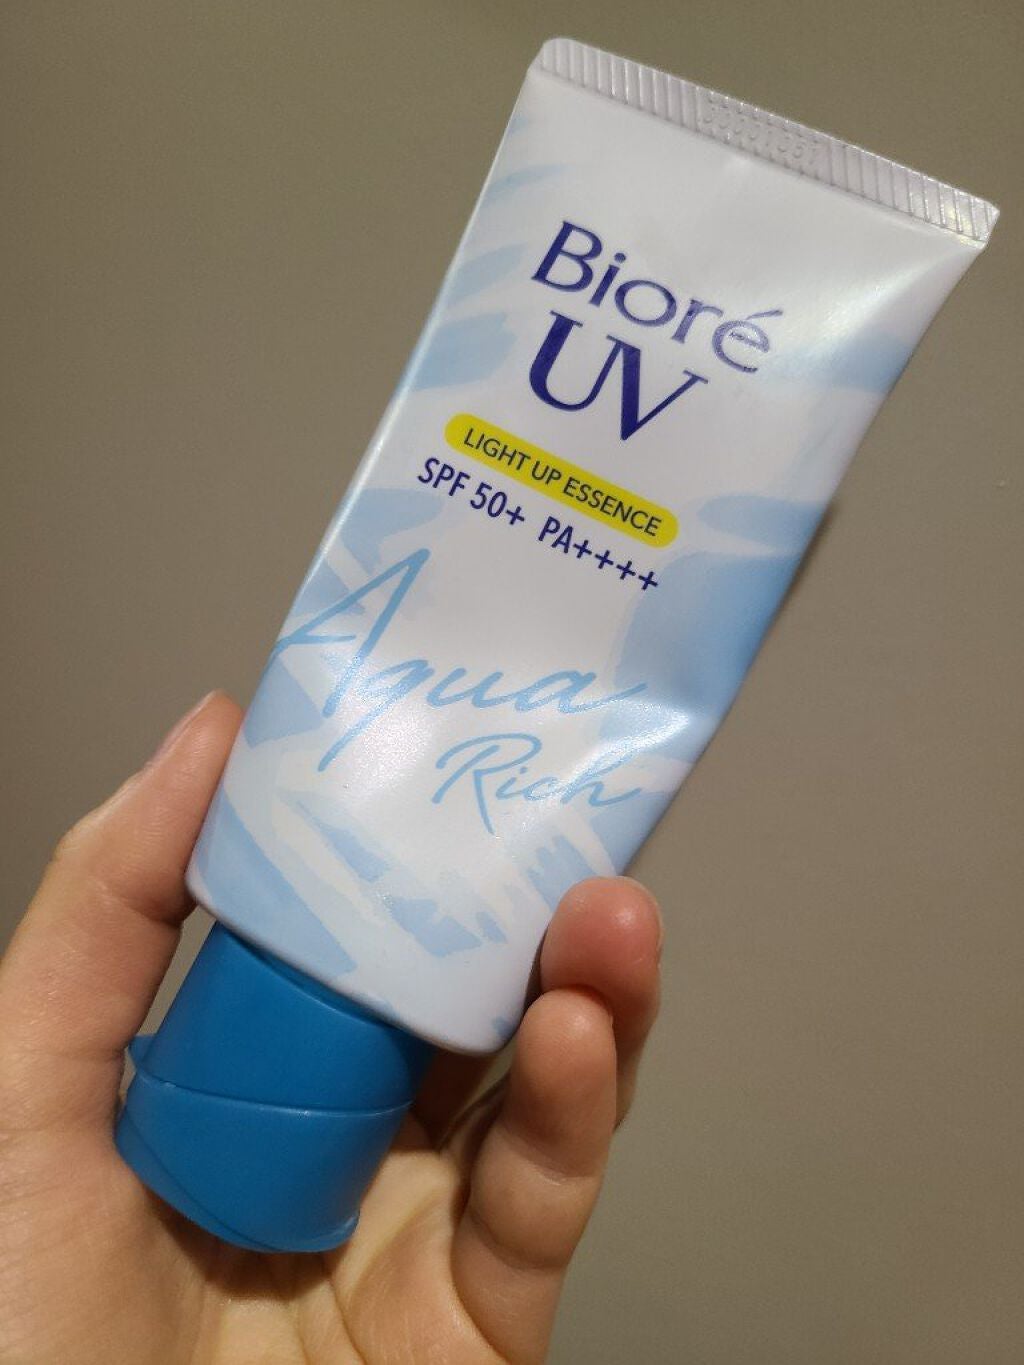 Bioré
UV
LIGHT UP ESSENCE
SPF 50+ PA++++
Aqua
Rich